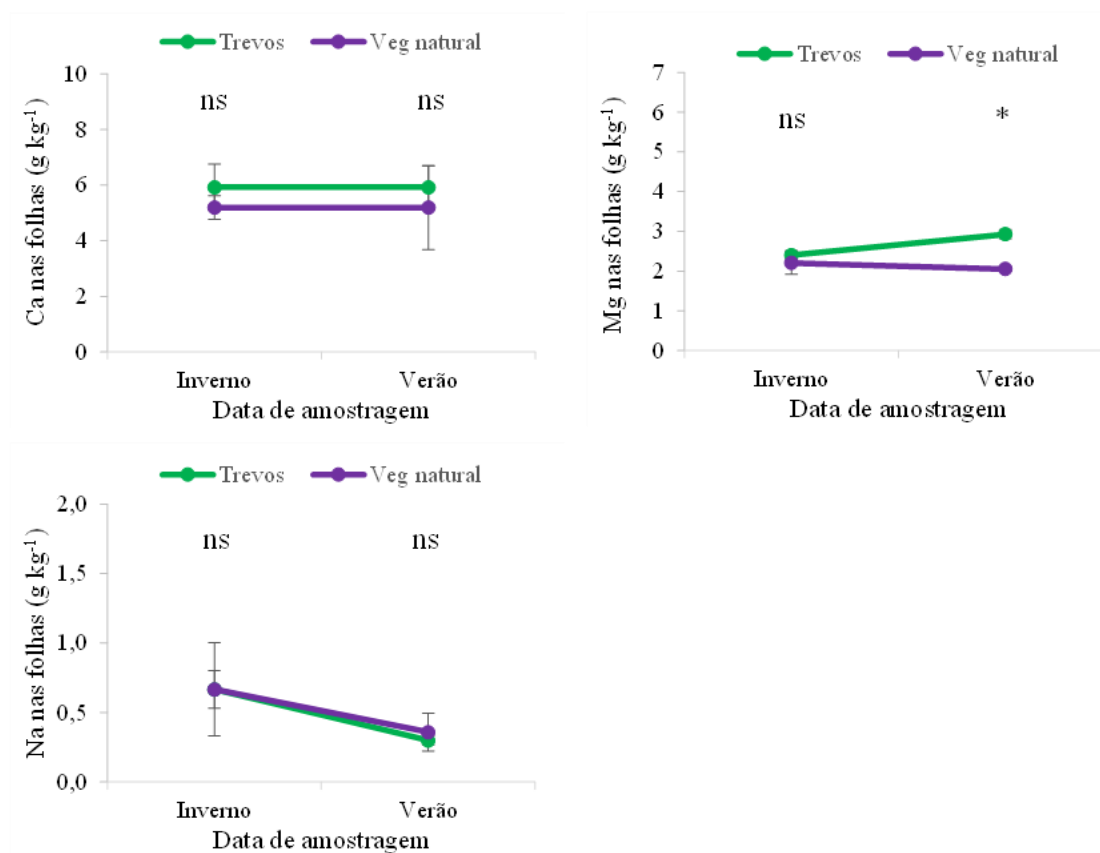 Trevos Veg natural
Ca nas folhas (g kg⁻¹)
10
8
6
4
2
0
ns ns
Inverno Verão
Data de amostragem
Trevos Veg natural
Mg nas folhas (g kg⁻¹)
7
6
5
4
3
2
1
0
ns *
Inverno Verão
Data de amostragem
Trevos Veg natural
Na nas folhas (g kg⁻¹)
2,0
1,5
1,0
0,5
0,0
ns ns
Inverno Verão
Data de amostragem